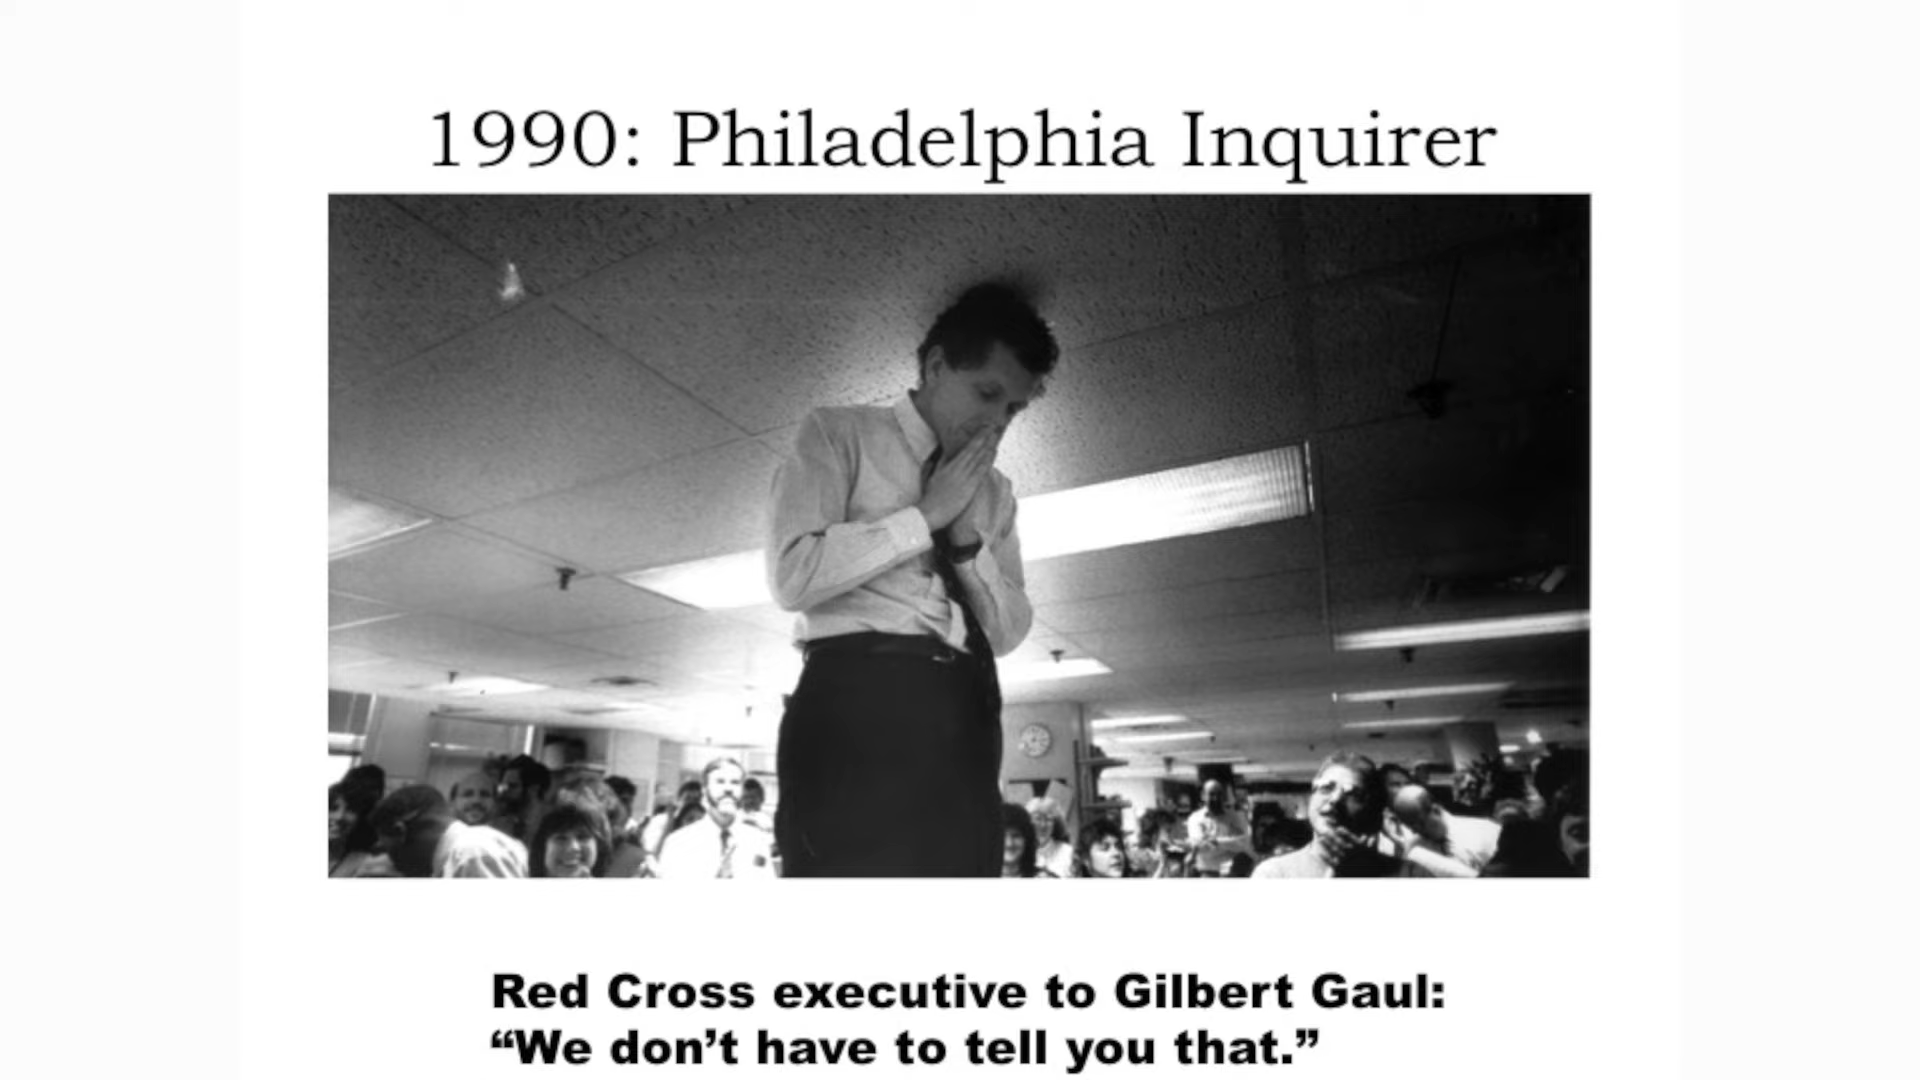 1990: Philadelphia Inquirer
Red Cross executive to Gilbert Gaul:
“We don’t have to tell you that.”